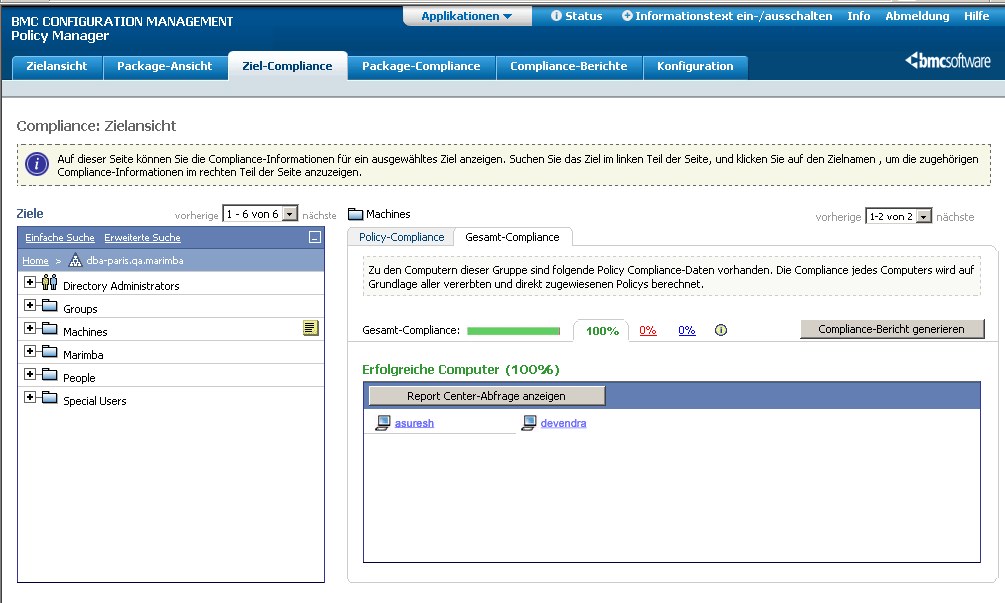 BMC CONFIGURATION MANAGEMENT
Policy Manager
Applikationen
Status
Informationstext ein-/ausschalten
Info
Abmeldung
Hilfe
Zielansicht
Package-Ansicht
Ziel-Compliance
Package-Compliance
Compliance-Berichte
Konfiguration
bmcsoftware
Compliance: Zielansicht
Auf dieser Seite können Sie die Compliance-Informationen für ein ausgewähltes Ziel anzeigen. Suchen Sie das Ziel im linken Teil der Seite, und klicken Sie auf den Zielnamen , um die zugehörigen
Compliance-Informationen im rechten Teil der Seite anzuzeigen.
Ziele
vorherige 1 - 6 von 6 nächste
Einfache Suche Erweiterte Suche
Home > dba-paris.qa.marimba
Directory Administrators
Groups
Machines
Marimba
People
Special Users
Machines
vorherige 1-2 von 2 nächste
Policy-Compliance
Gesamt-Compliance
Zu den Computern dieser Gruppe sind folgende Policy Compliance-Daten vorhanden. Die Compliance jedes Computers wird auf
Grundlage aller vererbten und direkt zugewiesenen Policys berechnet.
Gesamt-Compliance: 100% 0% 0%
Compliance-Bericht generieren
Erfolgreiche Computer (100%)
Report Center-Abfrage anzeigen
asuresh
devendra